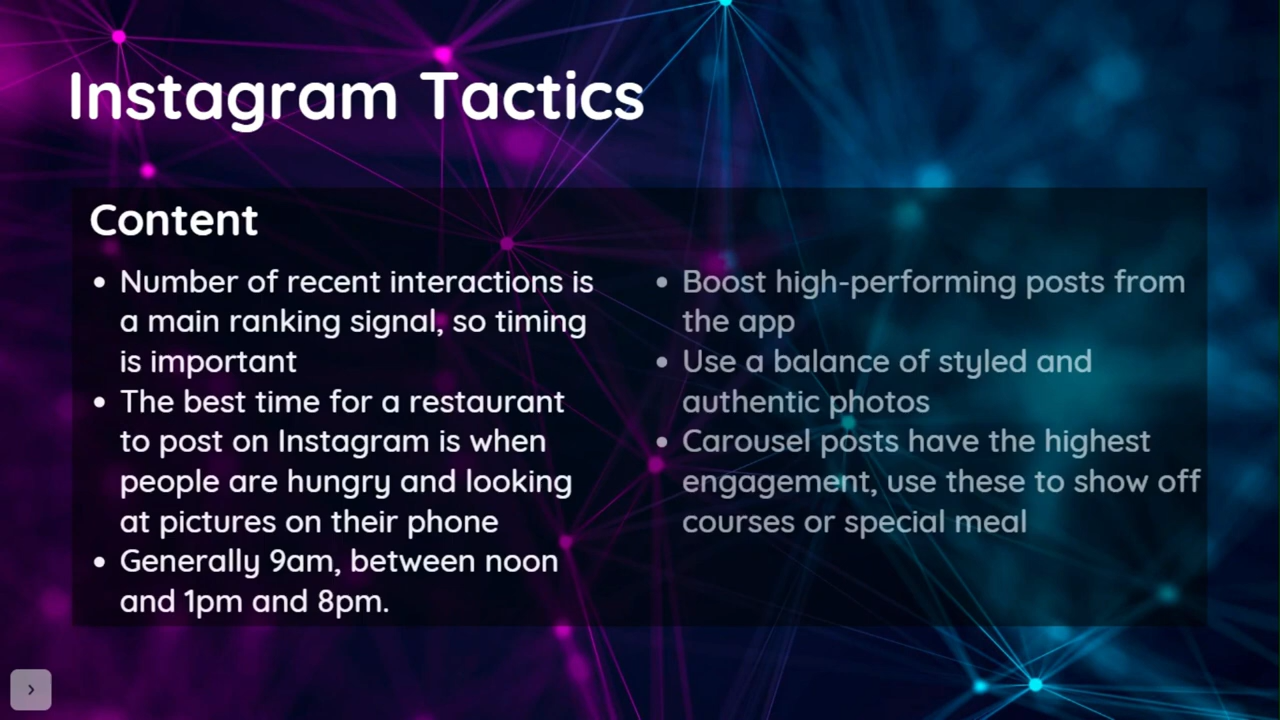 Instagram Tactics
Content
• Number of recent interactions is
a main ranking signal, so timing
is important
• The best time for a restaurant
to post on Instagram is when
people are hungry and looking
at pictures on their phone
• Generally 9am, between noon
and 1pm and 8pm.
• Boost high-performing posts from
the app
• Use a balance of styled and
authentic photos
• Carousel posts have the highest
engagement, use these to show off
courses or special meal